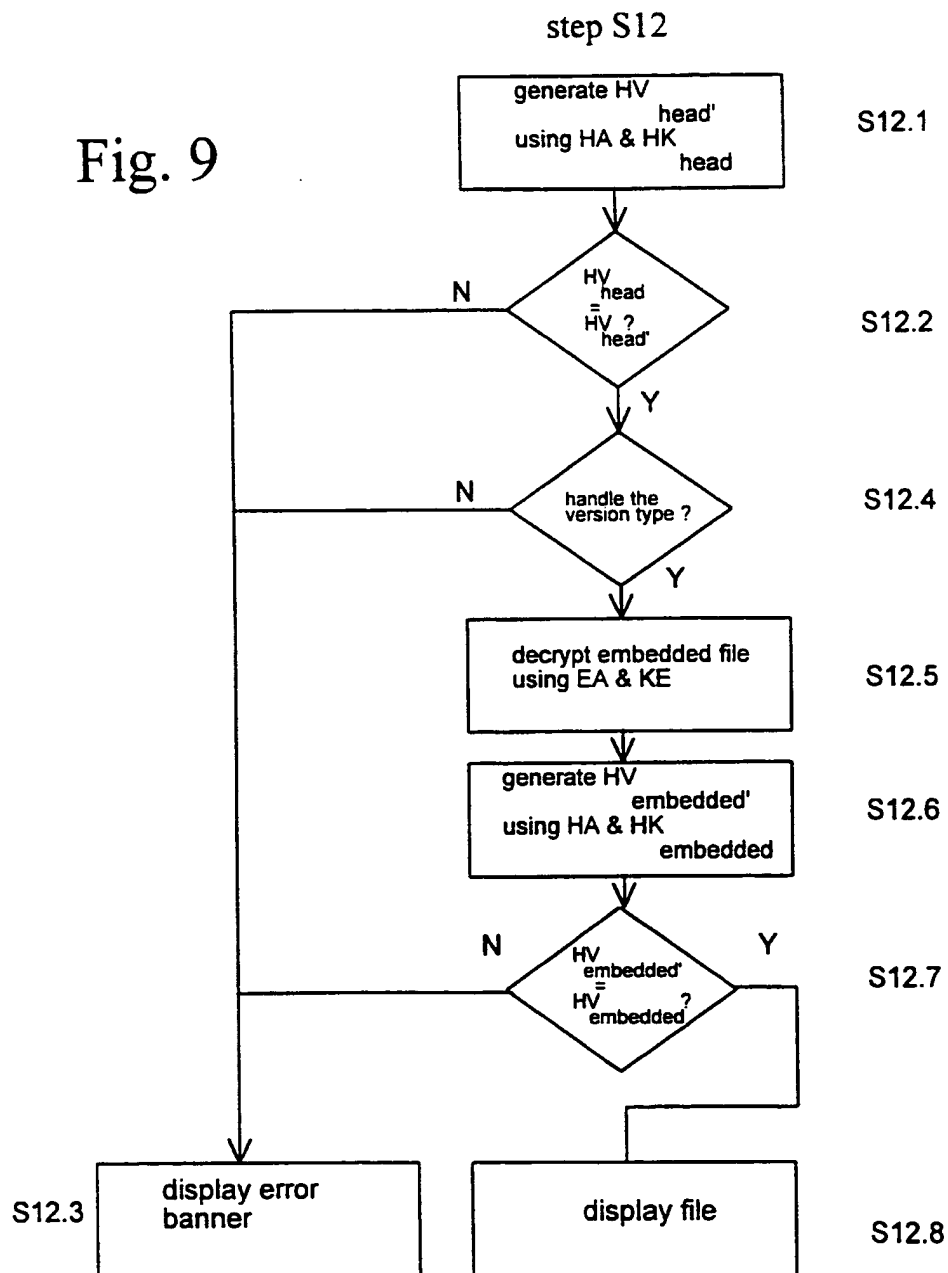 step S12
Fig. 9
generate HV
head'
using HA & HK
head
S12.1
HV
head
=
HV ?
head'
N
S12.2
Y
handle the
version type ?
N
S12.4
Y
decrypt embedded file
using EA & KE
S12.5
generate HV
embedded'
using HA & HK
embedded
S12.6
N
HV
embedded'
=
HV ?
embedded
Y
S12.7
S12.3
display error
banner
display file
S12.8